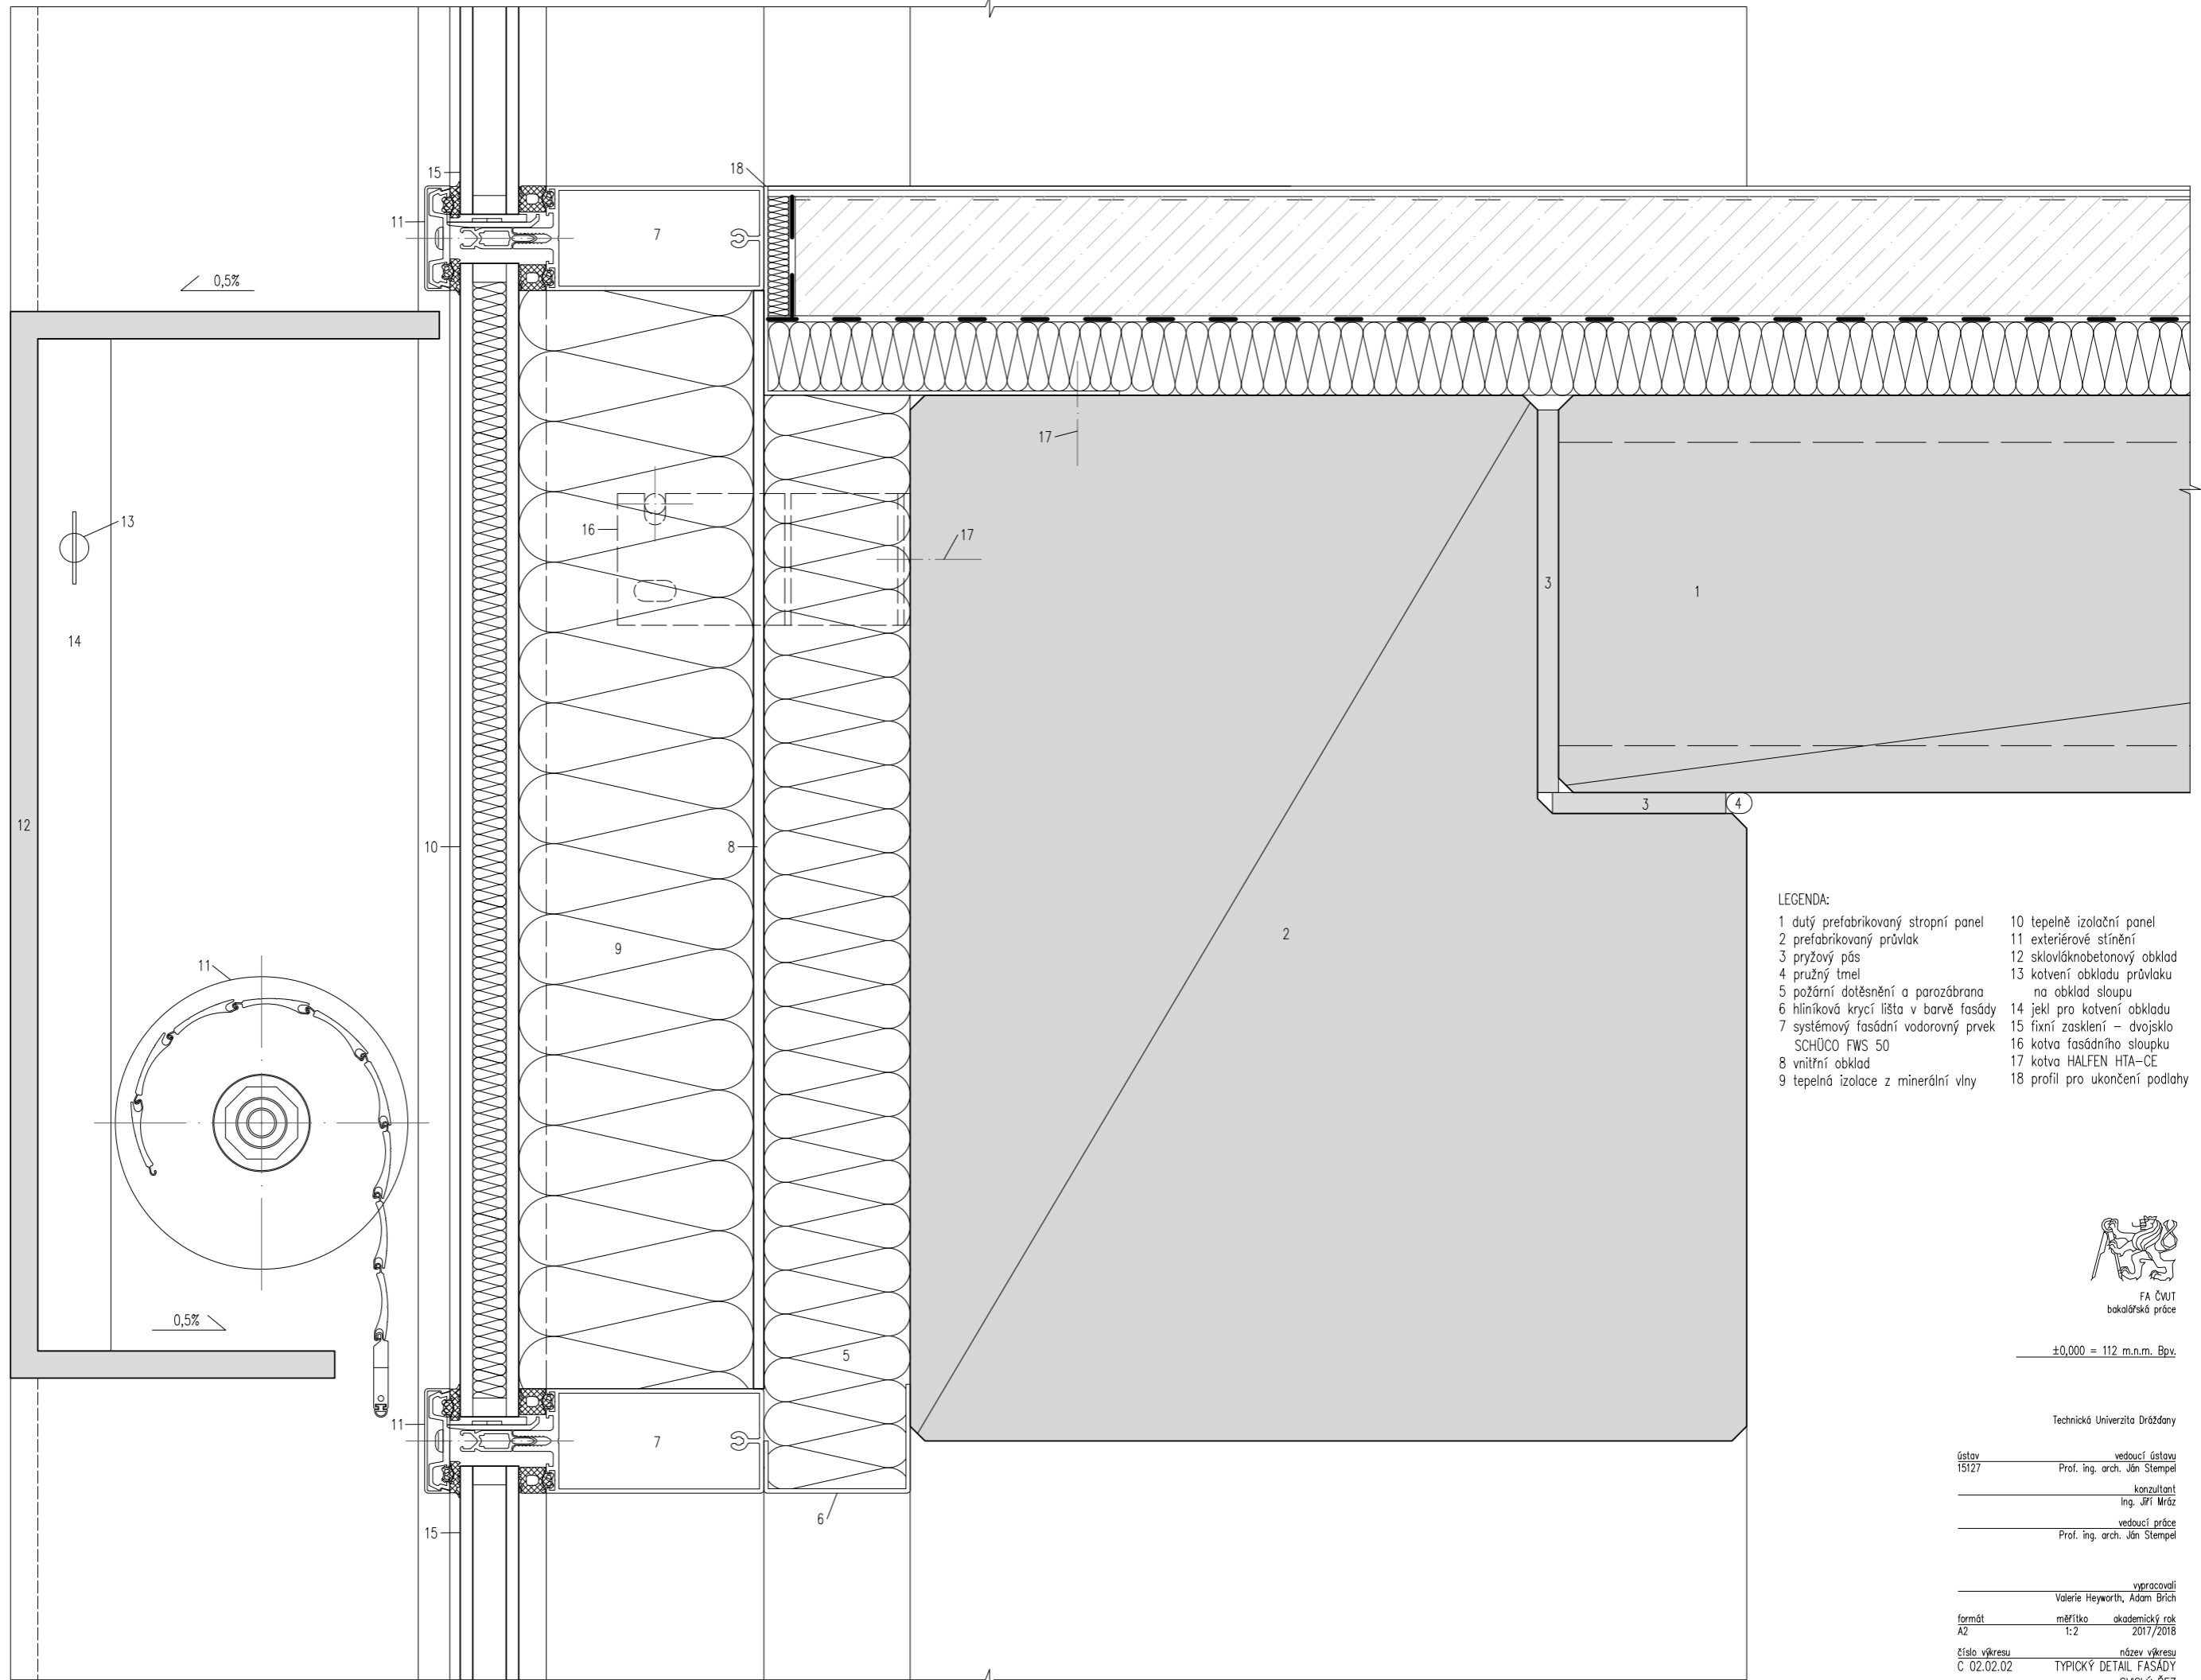 15
18
11
7
0,5%
17
13
16
17
3
1
14
3
4
12
10
8
9
2
11
0,5%
5
11
7
6
15
LEGENDA:
1 dutý prefabrikovaný stropní panel
2 prefabrikovaný průvlak
3 pryžový pás
4 pružný tmel
5 požární dotěsnění a parozábrana
6 hliníková krycí lišta v barvě fasády
7 systémový fasádní vodorovný prvek
SCHÜCO FWS 50
8 vnitřní obklad
9 tepelná izolace z minerální vlny
10 tepelně izolační panel
11 exteriérové stínění
12 sklovláknobetonový obklad
13 kotvení obkladu průvlaku
na obklad sloupu
14 jekl pro kotvení obkladu
15 fixní zasklení – dvojsklo
16 kotva fasádního sloupku
17 kotva HALFEN HTA-CE
18 profil pro ukončení podlahy
FA ČVUT
bakalářská práce
±0,000 = 112 m.n.m. Bpv.
Technická Univerzita Drážďany
ústav vedoucí ústavu
15127 Prof. ing. arch. Ján Stempel
konzultant
Ing. Jiří Mráz
vedoucí práce
Prof. ing. arch. Ján Stempel
vypracovali
Valerie Heyworth, Adam Brich
formát měřítko akademický rok
A2 1:2 2017/2018
číslo výkresu název výkresu
C 02.02.02 TYPICKÝ DETAIL FASÁDY